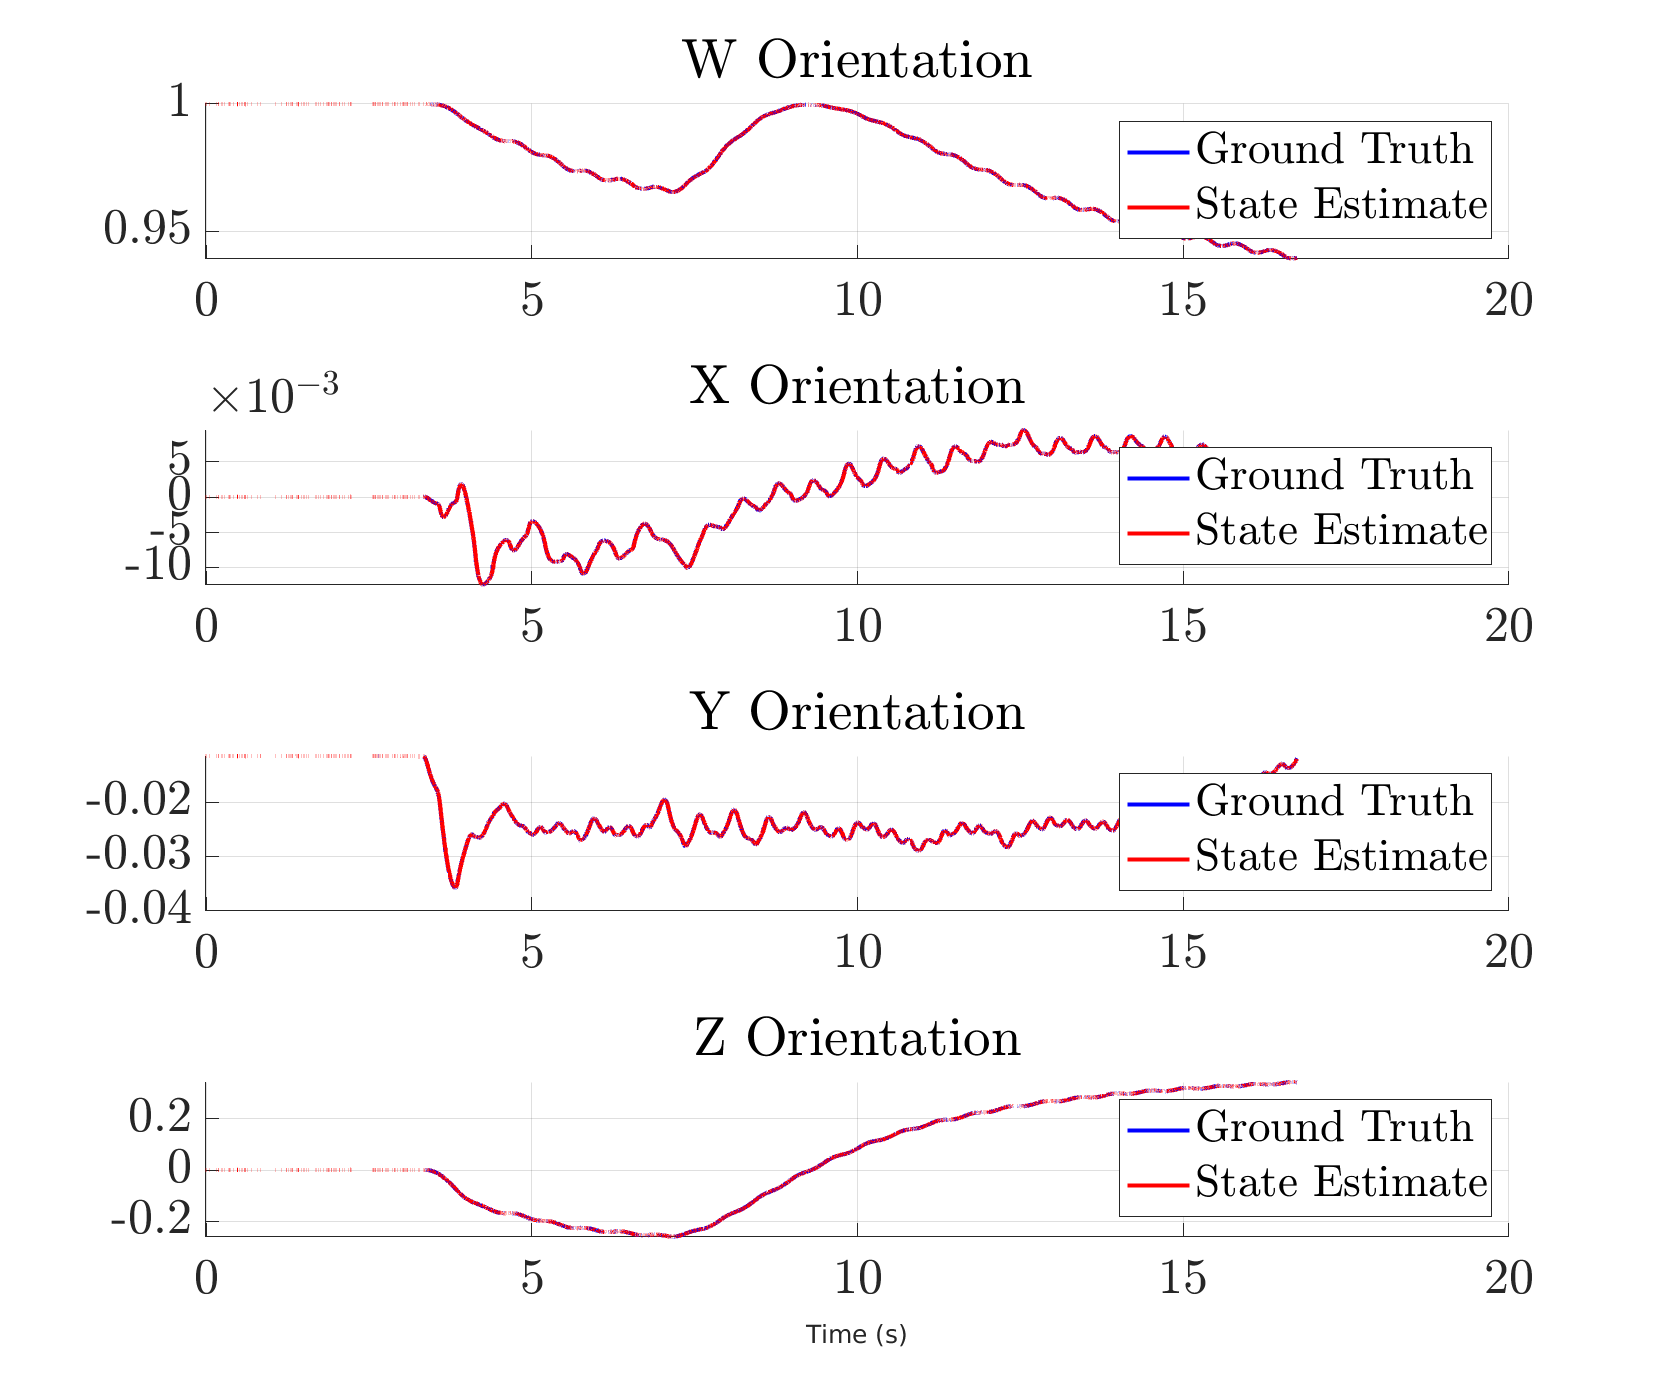 W Orientation
1
0.95
Ground Truth
State Estimate
0 5 10 15 20
X Orientation
×10⁻³
5
0
-5
-10
Ground Truth
State Estimate
0 5 10 15 20
Y Orientation
-0.02
-0.03
-0.04
Ground Truth
State Estimate
0 5 10 15 20
Z Orientation
0.2
0
-0.2
Ground Truth
State Estimate
0 5 10 15 20
Time (s)